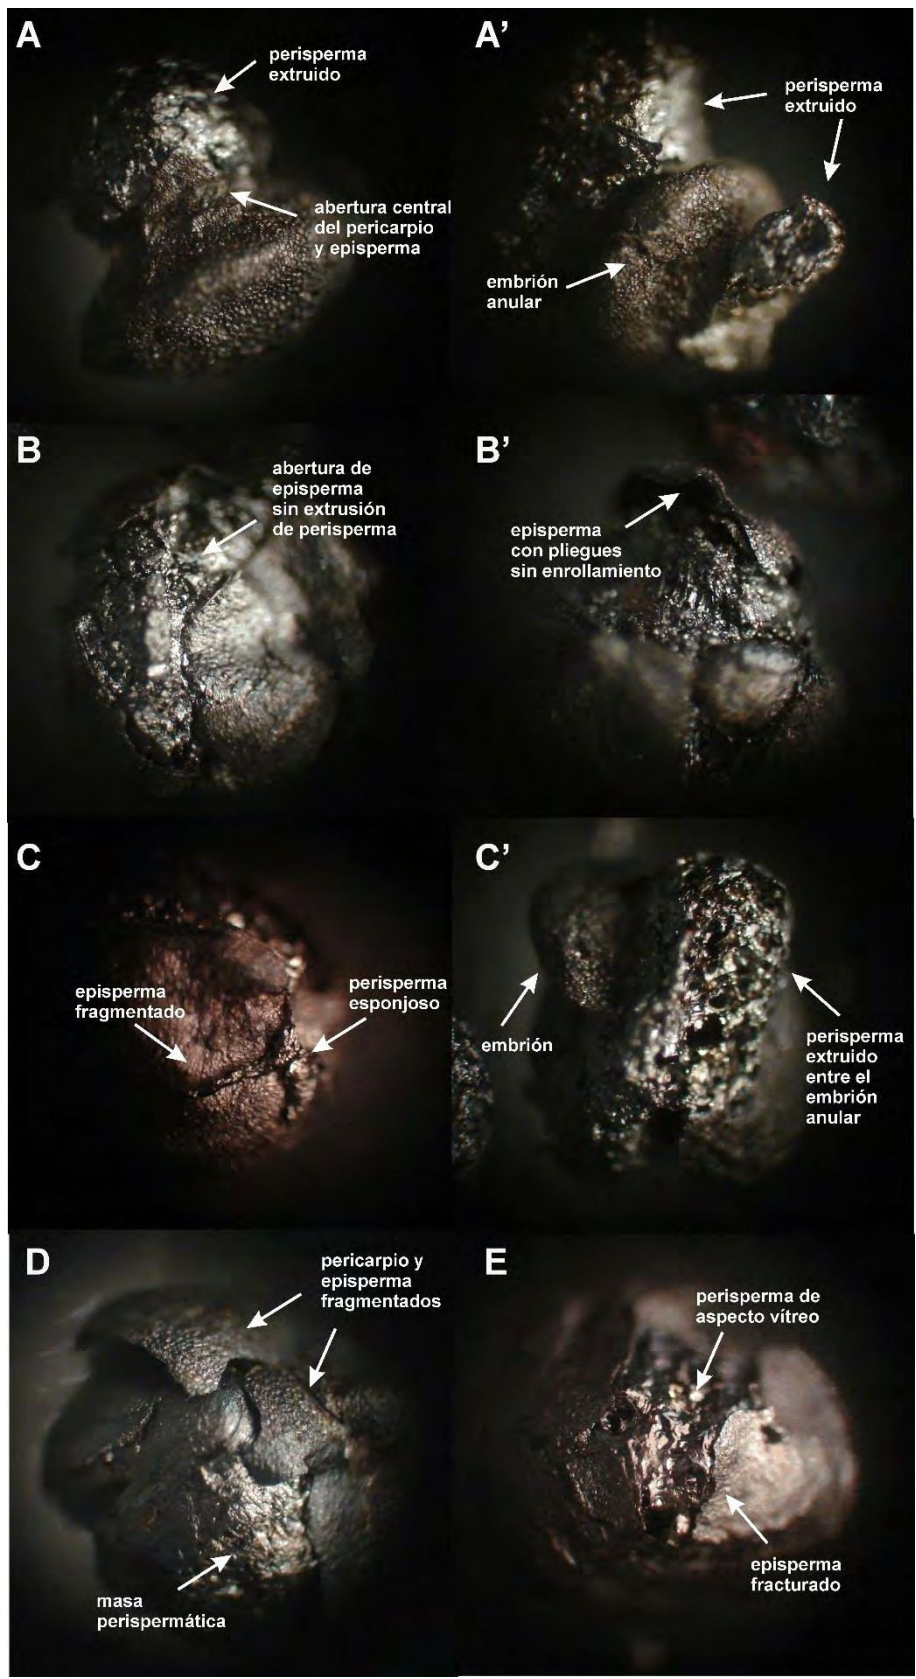 A
perisperma
extruido
abertura central
del pericarpio
y episperma
A’
perisperma
extruido
embrión
anular
B
abertura de
episperma
sin extrusión
de perisperma
B’
episperma
con pliegues
sin enrollamiento
C
episperma
fragmentado
perisperma
esponjoso
C’
embrión
perisperma
extruido
entre el
embrión
anular
D
pericarpio y
episperma
fragmentados
masa
perispermática
E
perisperma de
aspecto vítreo
episperma
fracturado